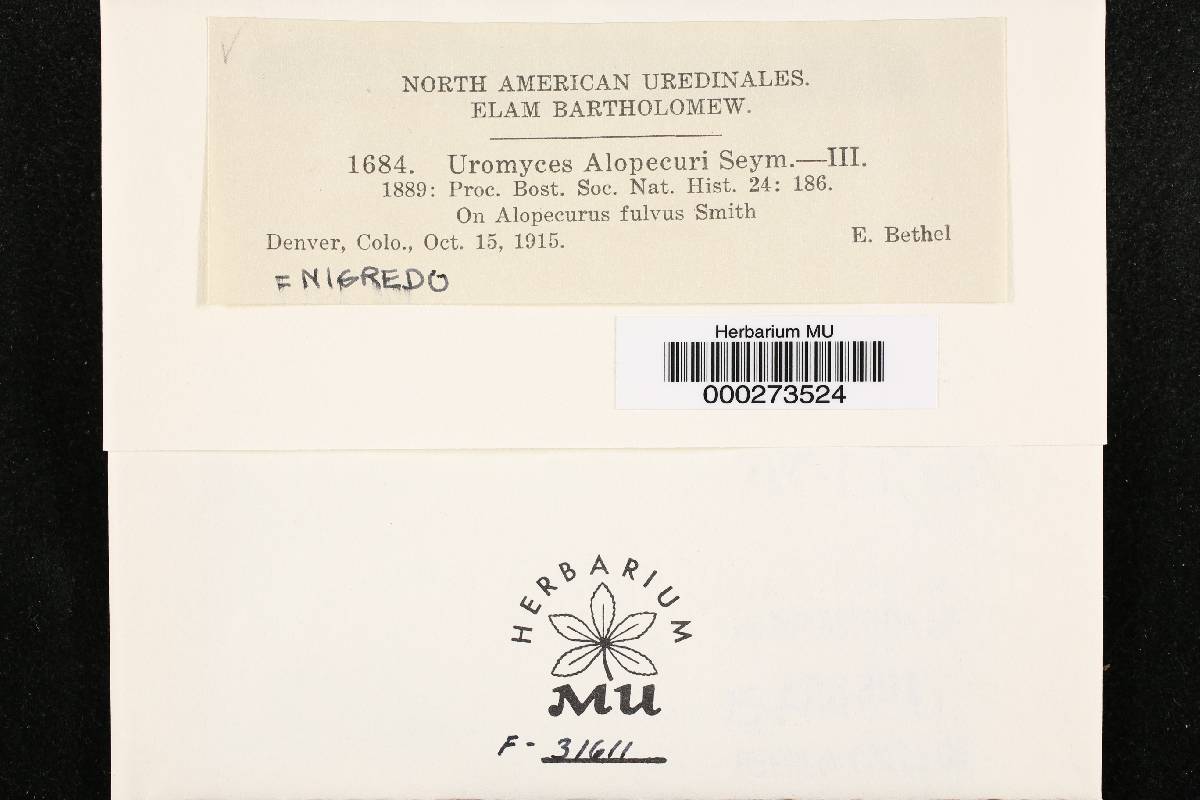 NORTH AMERICAN UREDINALES.
ELAM BARTHOLOMEW.
1684. Uromyces Alopecuri Seym.—III.
1889: Proc. Bost. Soc. Nat. Hist. 24: 186.
On Alopecurus fulvus Smith
Denver, Colo., Oct. 15, 1915. E. Bethel
= NIGREDO
Herbarium MU
000273524
HERBARIUM
MU
F- 31611